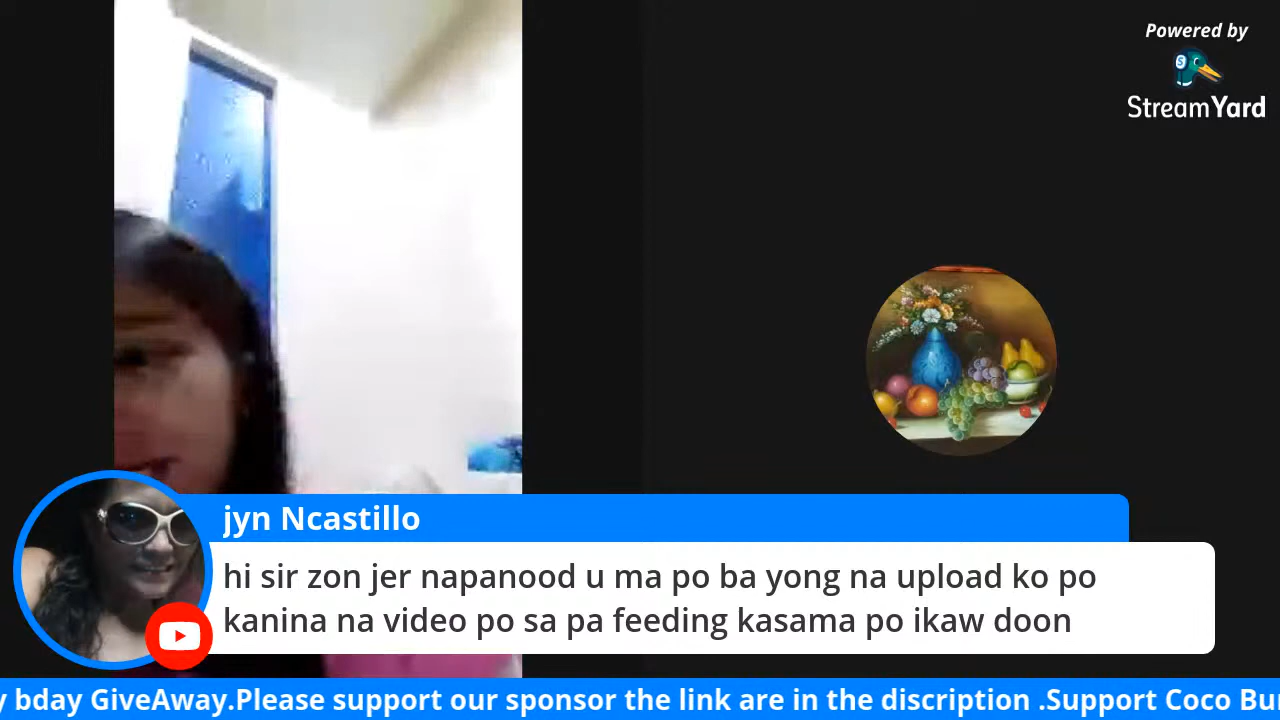 Powered by
StreamYard
jyn Ncastillo
hi sir zon jer napanood u ma po ba yong na upload ko po
kanina na video po sa pa feeding kasama po ikaw doon
y bday GiveAway.Please support our sponsor the link are in the discription .Support Coco Bu